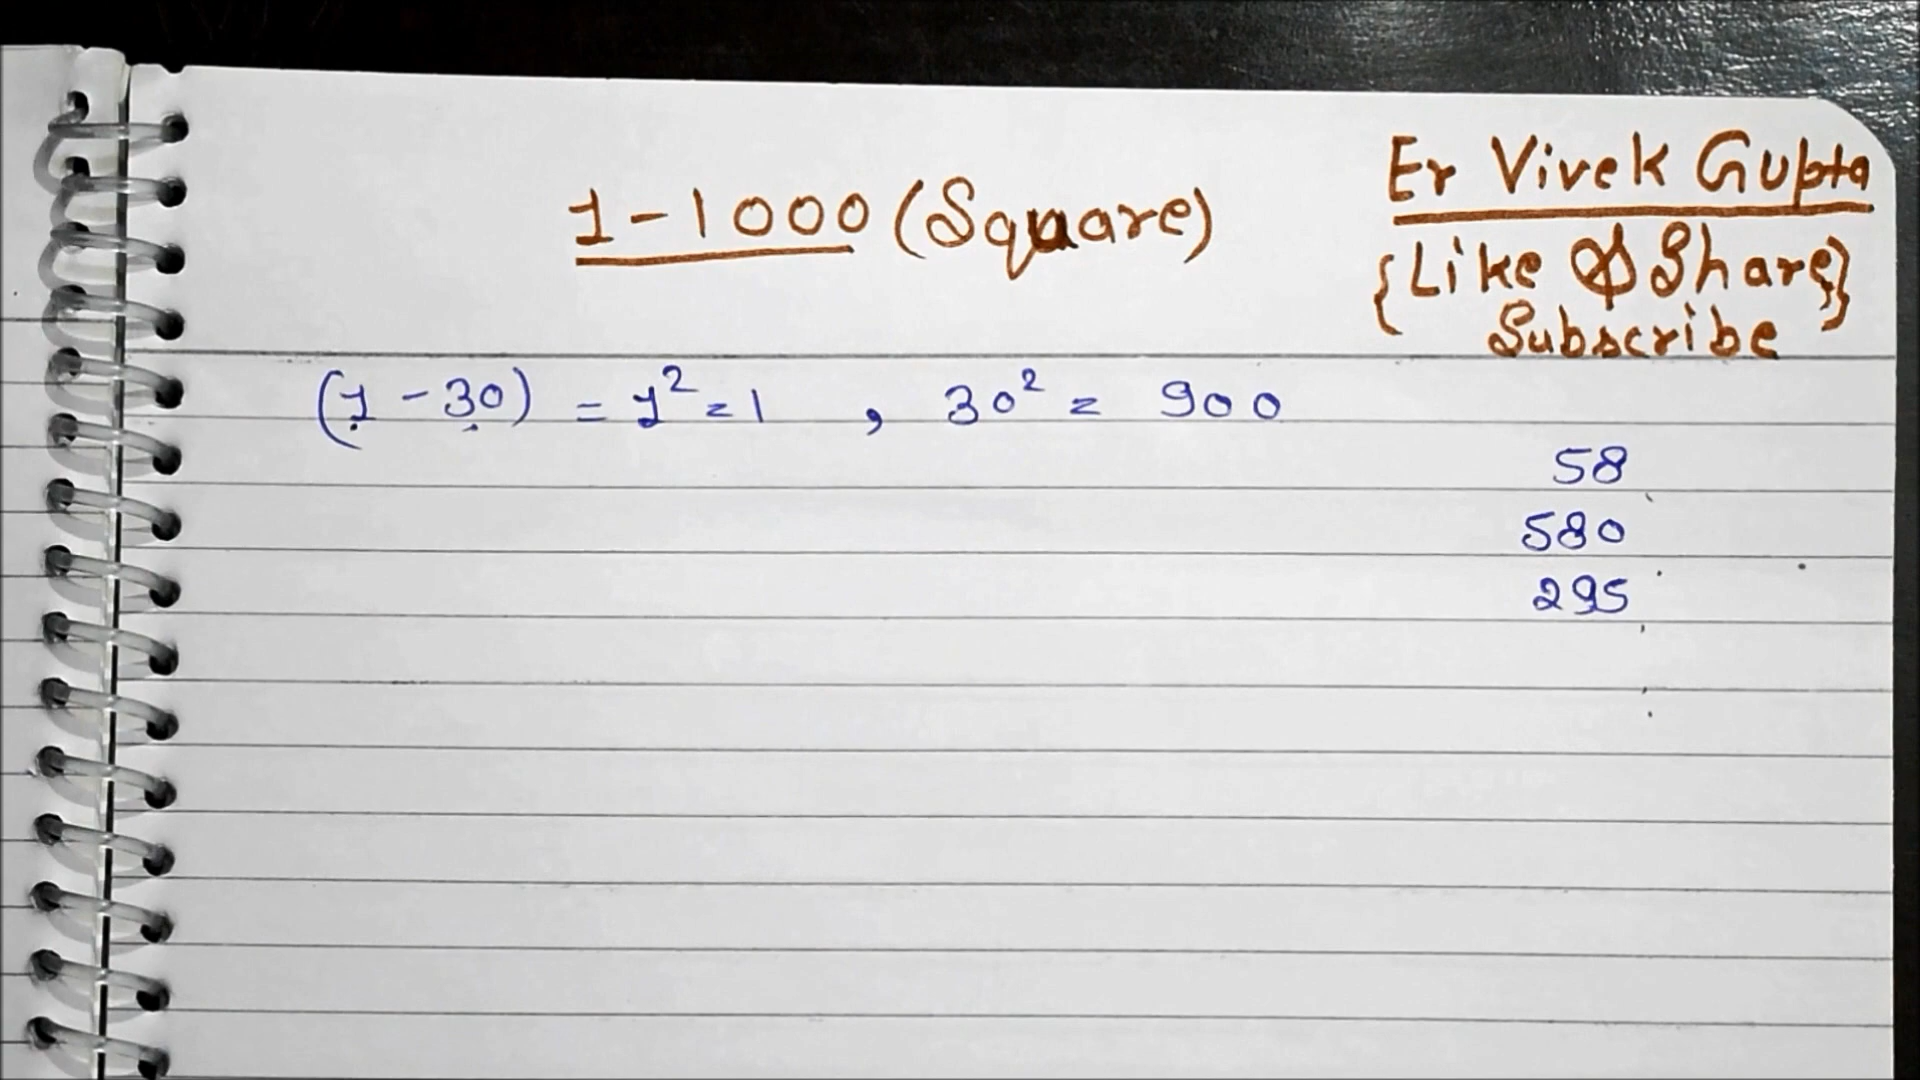 1-1000 (Square)
Er Vivek Gupta
{Like & Share}
Subscribe
(1-30) = 1² = 1 , 30² = 900
58
580
295